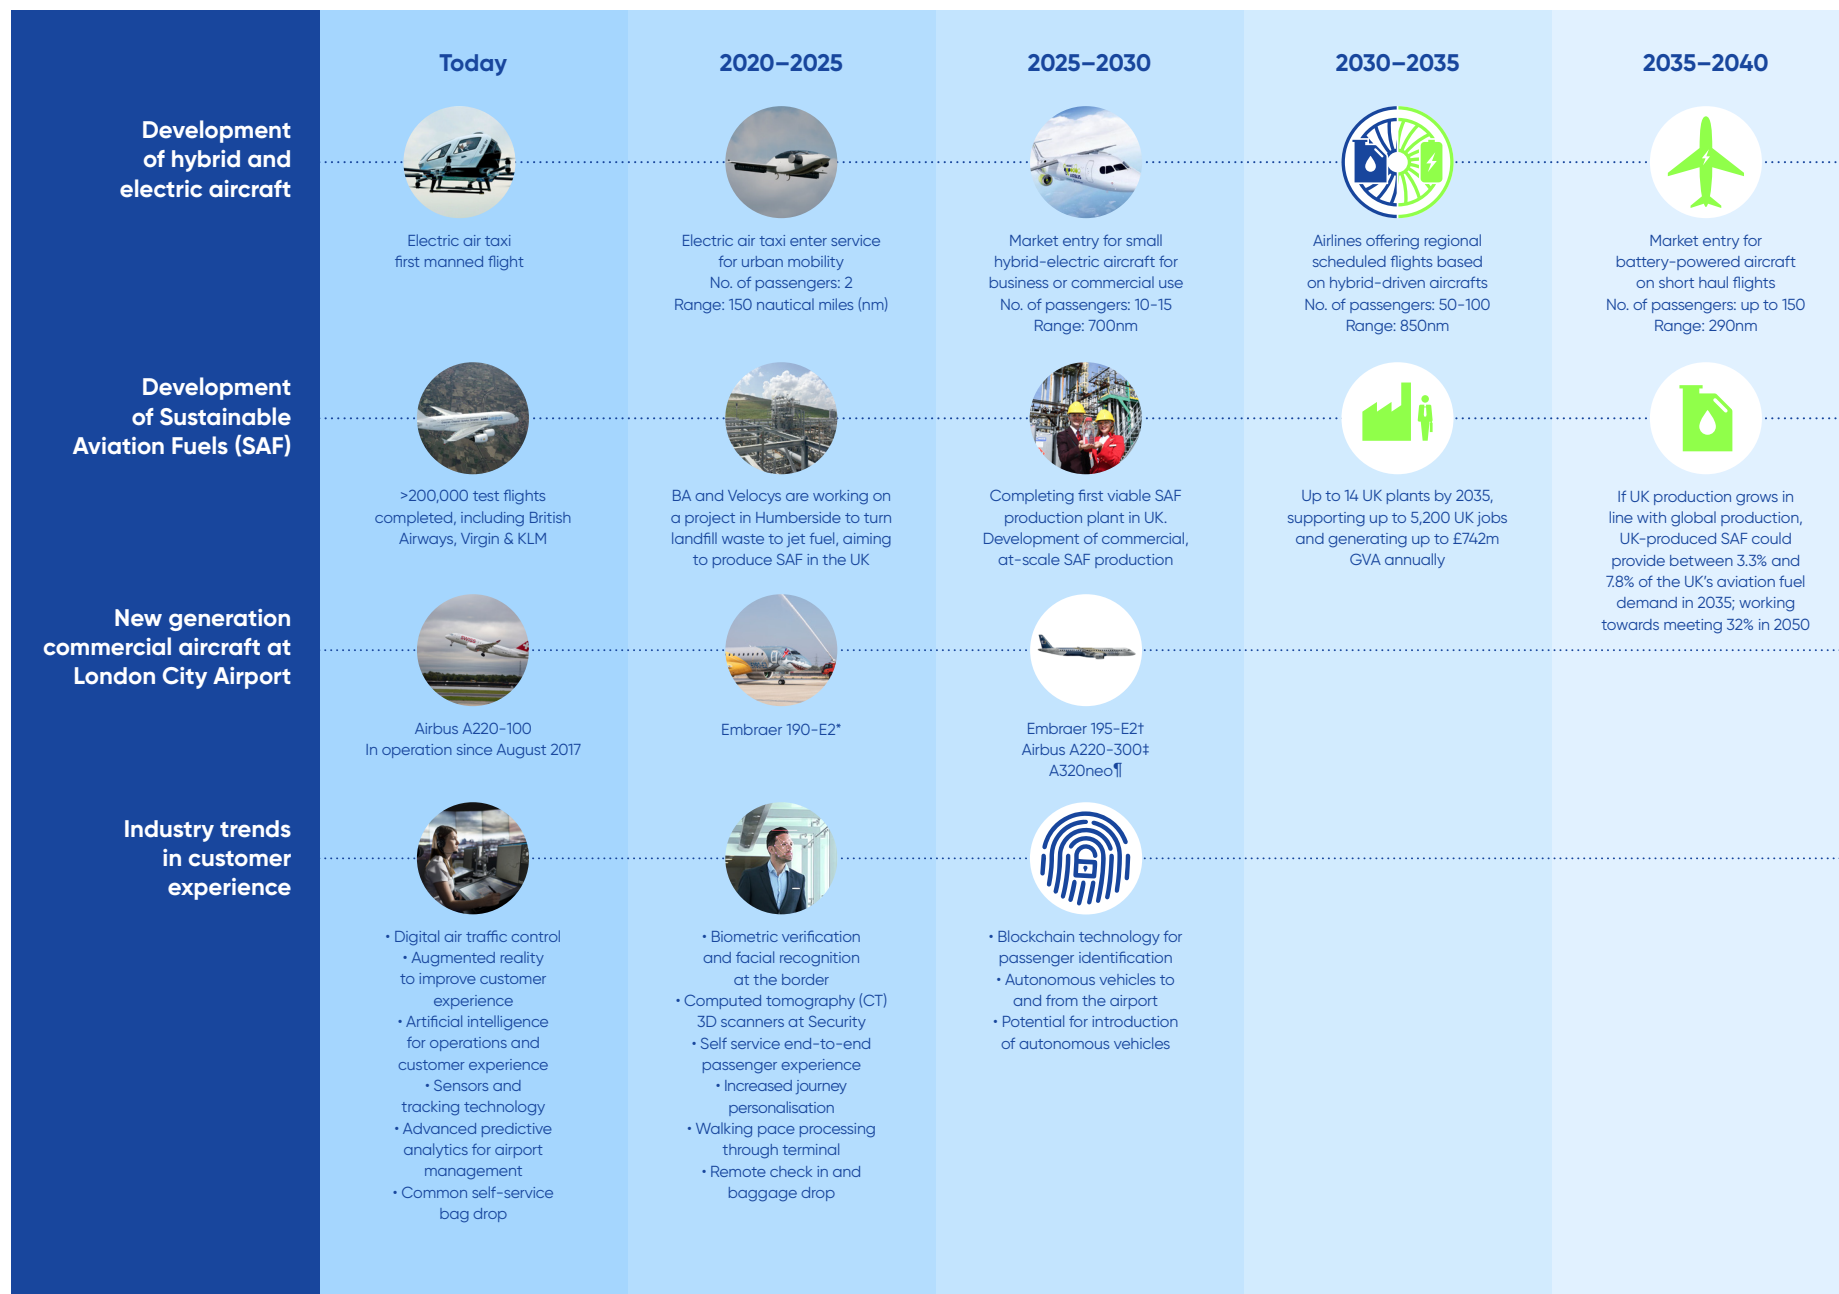 Today
2020–2025
2025–2030
2030–2035
2035–2040
Development
of hybrid and
electric aircraft
Electric air taxi
first manned flight
Electric air taxi enter service
for urban mobility
No. of passengers: 2
Range: 150 nautical miles (nm)
Market entry for small
hybrid-electric aircraft for
business or commercial use
No. of passengers: 10-15
Range: 700nm
Airlines offering regional
scheduled flights based
on hybrid-driven aircrafts
No. of passengers: 50-100
Range: 850nm
Market entry for
battery-powered aircraft
on short haul flights
No. of passengers: up to 150
Range: 290nm
Development
of Sustainable
Aviation Fuels (SAF)
>200,000 test flights
completed, including British
Airways, Virgin & KLM
BA and Velocys are working on
a project in Humberside to turn
landfill waste to jet fuel, aiming
to produce SAF in the UK
Completing first viable SAF
production plant in UK.
Development of commercial,
at-scale SAF production
Up to 14 UK plants by 2035,
supporting up to 5,200 UK jobs
and generating up to £742m
GVA annually
If UK production grows in
line with global production,
UK-produced SAF could
provide between 3.3% and
7.8% of the UK's aviation fuel
demand in 2035; working
towards meeting 32% in 2050
New generation
commercial aircraft at
London City Airport
Airbus A220-100
In operation since August 2017
Embraer 190-E2*
Embraer 195-E2†
Airbus A220-300‡
A320neo¶
Industry trends
in customer
experience
• Digital air traffic control
• Augmented reality
to improve customer
experience
• Artificial intelligence
for operations and
customer experience
• Sensors and
tracking technology
• Advanced predictive
analytics for airport
management
• Common self-service
bag drop
• Biometric verification
and facial recognition
at the border
• Computed tomography (CT)
3D scanners at Security
• Self service end-to-end
passenger experience
• Increased journey
personalisation
• Walking pace processing
through terminal
• Remote check in and
baggage drop
• Blockchain technology for
passenger identification
• Autonomous vehicles to
and from the airport
• Potential for introduction
of autonomous vehicles